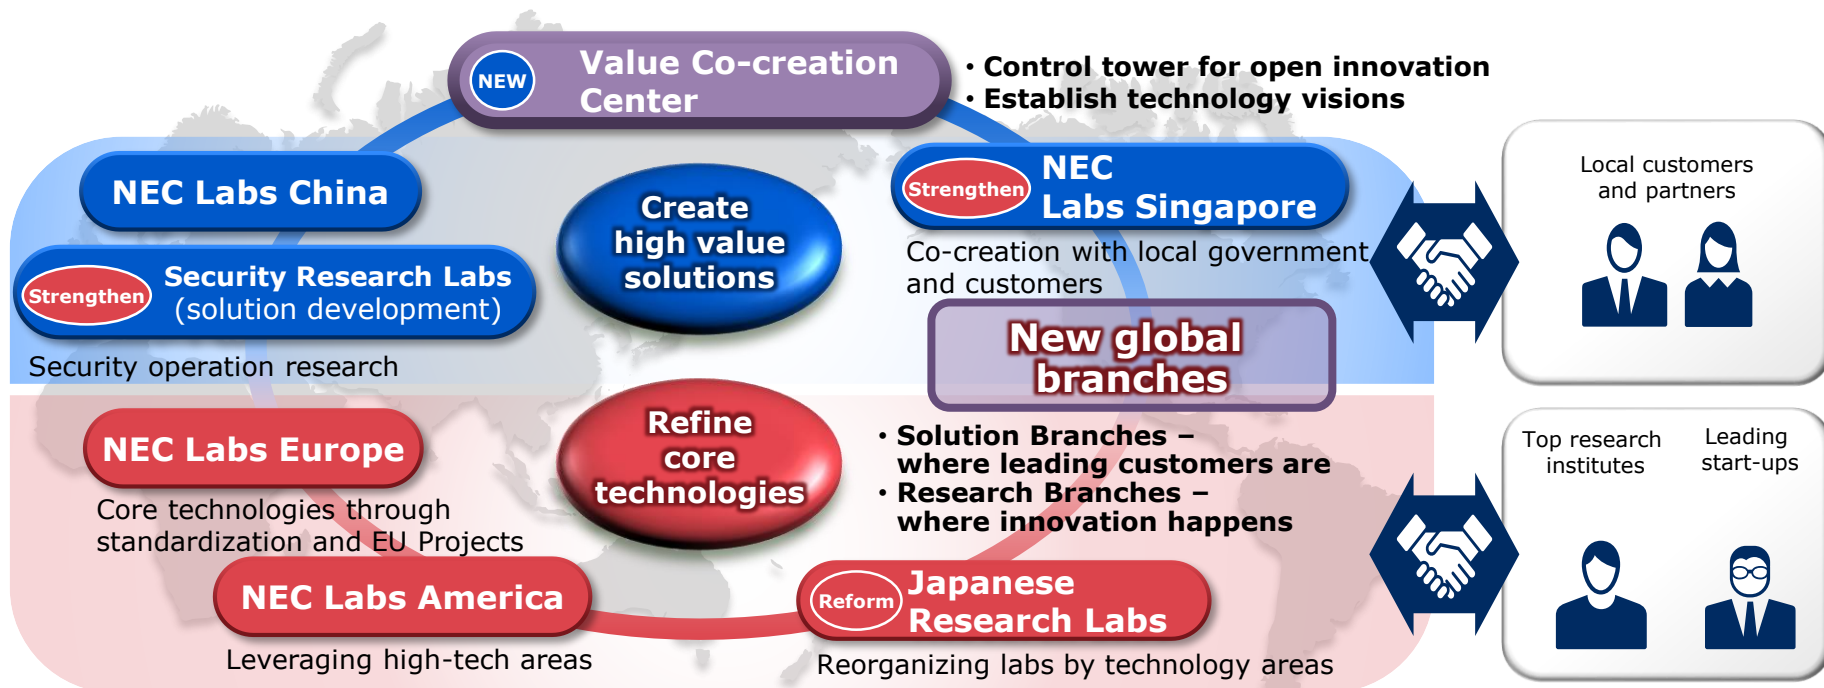 NEW
Value Co-creation
Center
• Control tower for open innovation
• Establish technology visions
NEC Labs China
Strengthen
Security Research Labs
(solution development)
Security operation research
Create
high value
solutions
Strengthen
NEC
Labs Singapore
Co-creation with local government
and customers
New global
branches
• Solution Branches –
where leading customers are
• Research Branches –
where innovation happens
NEC Labs Europe
Core technologies through
standardization and EU Projects
Refine
core
technologies
NEC Labs America
Leveraging high-tech areas
Reform
Japanese
Research Labs
Reorganizing labs by technology areas
Local customers
and partners
Top research
institutes
Leading
start-ups